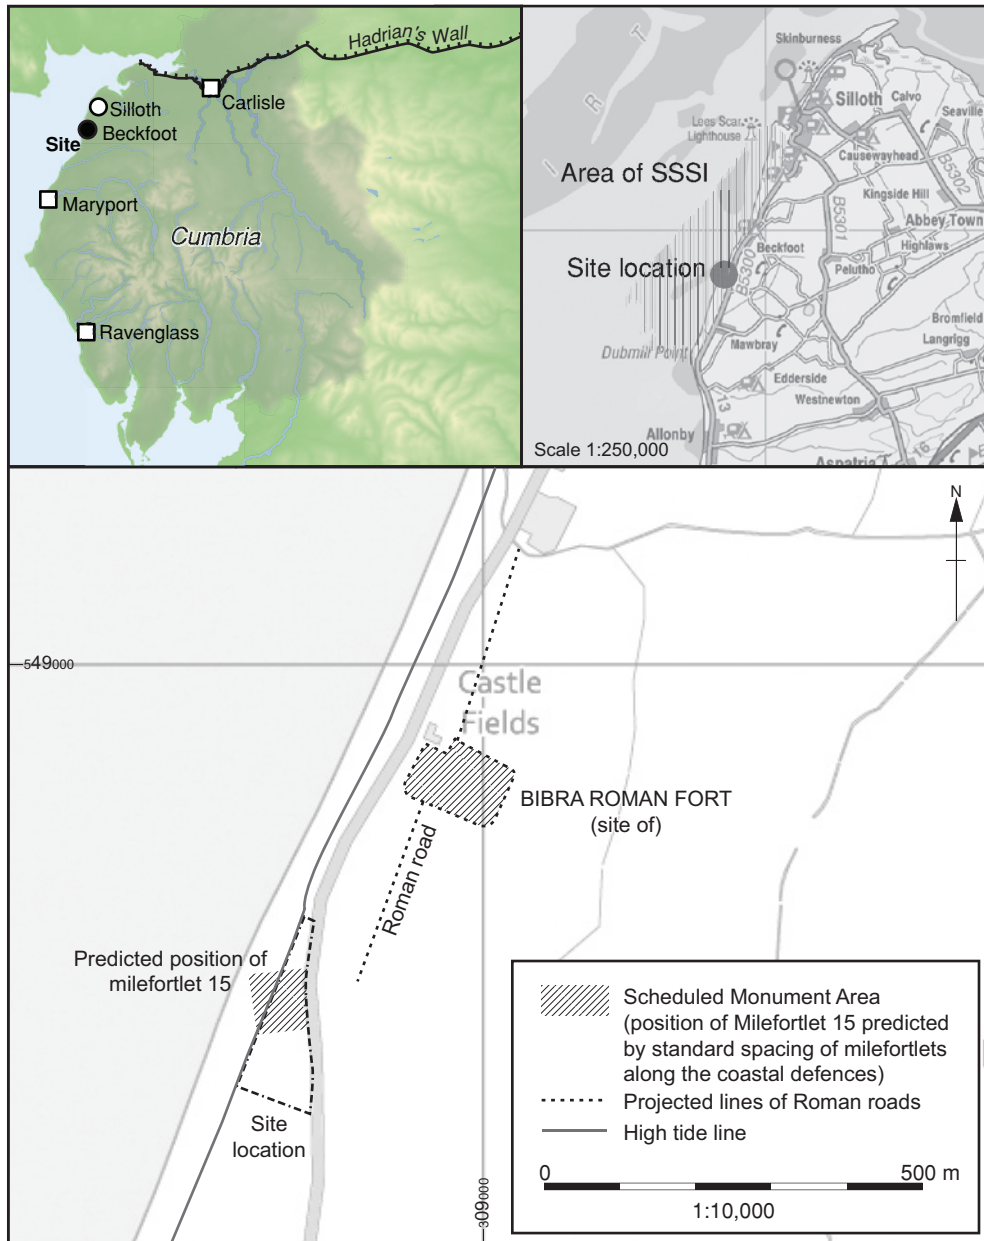 Hadrian's Wall
Carlisle
Silloth
Beckfoot
Site
Maryport
Cumbria
Ravenglass
Skinburness
Silloth
Calvo
Seaville
Lees Scar
Lighthouse
I R T
Causewayhead
B5302
Area of SSSI
Kingside Hill
B5301
Abbey Town
Highlaws
Beckfoot
Site location
B5300
Pelutho
Bromfield
Mawbray
Langrigg
Dubmill Point
Edderside
Westnewton
13
Allonby
16
Aspatria
Scale 1:250,000
N
549000
Castle
Fields
BIBRA ROMAN FORT
(site of)
Roman road
Predicted position of
milefortlet 15
Site
location
309000
Scheduled Monument Area
(position of Milefortlet 15 predicted
by standard spacing of milefortlets
along the coastal defences)
Projected lines of Roman roads
High tide line
0 500 m
1:10,000